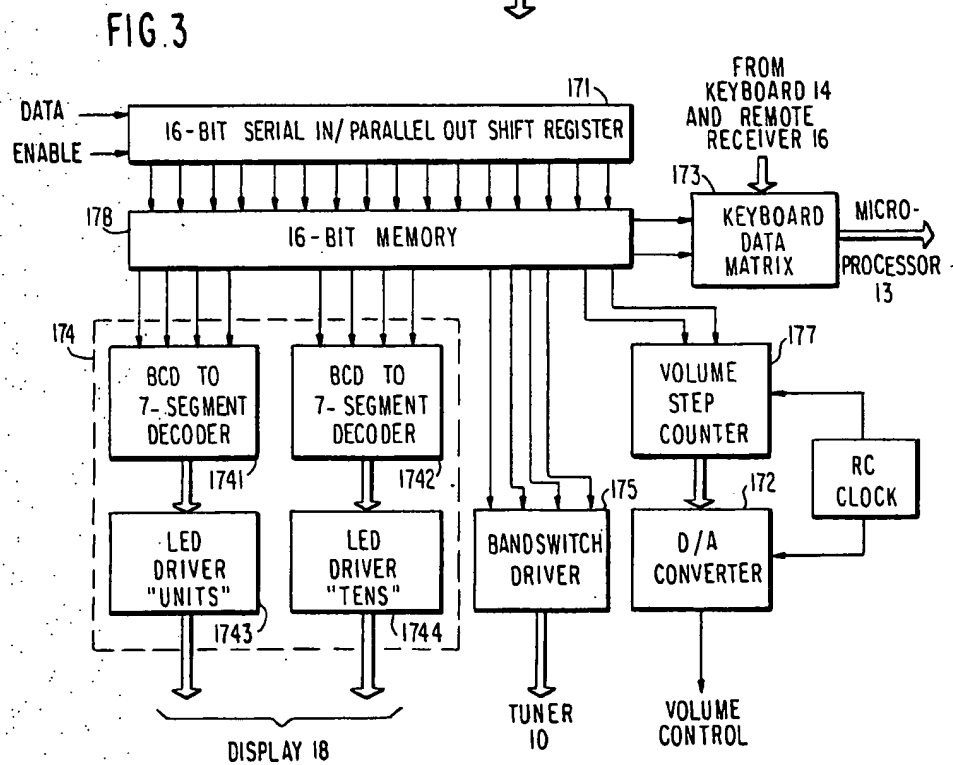 FIG.3
DATA
ENABLE
171
16-BIT SERIAL IN/PARALLEL OUT SHIFT REGISTER
FROM
KEYBOARD 14
AND REMOTE
RECEIVER 16
178
16-BIT MEMORY
173
KEYBOARD
DATA
MATRIX
MICRO-
PROCESSOR
13
174
BCD TO
7-SEGMENT
DECODER
1741
BCD TO
7-SEGMENT
DECODER
1742
177
VOLUME
STEP
COUNTER
RC
CLOCK
LED
DRIVER
"UNITS"
1743
LED
DRIVER
"TENS"
1744
175
BANDSWITCH
DRIVER
172
D/A
CONVERTER
DISPLAY 18
TUNER
10
VOLUME
CONTROL